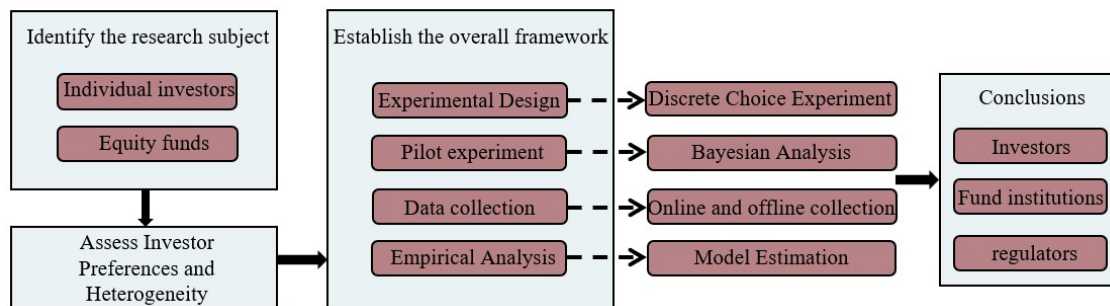 Identify the research subject
Individual investors
Equity funds
Assess Investor
Preferences and
Heterogeneity
Establish the overall framework
Experimental Design
Discrete Choice Experiment
Pilot experiment
Bayesian Analysis
Data collection
Online and offline collection
Empirical Analysis
Model Estimation
Conclusions
Investors
Fund institutions
regulators